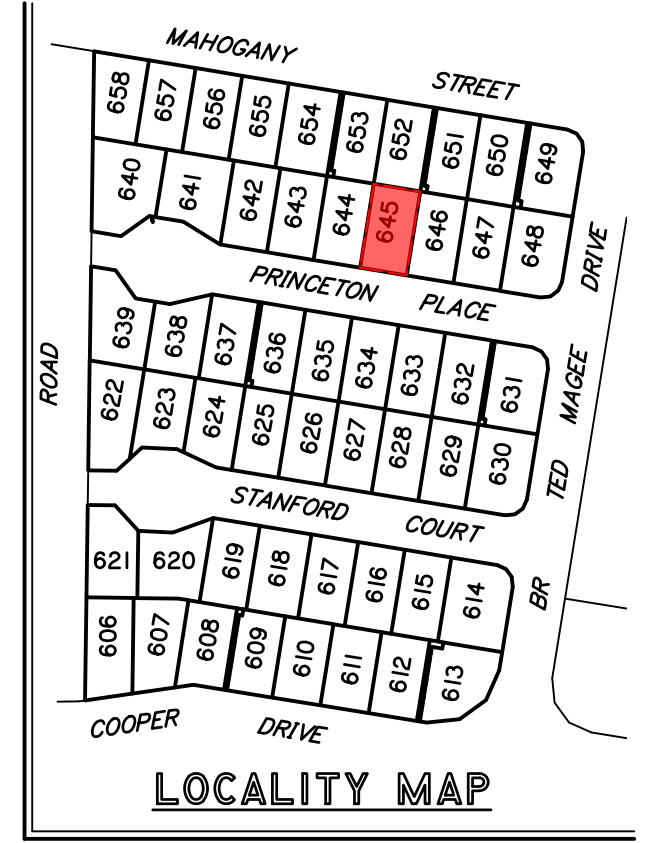 MAHOGANY STREET
658 657 656 655 654 653 652 651 650 649
640 641 642 643 644 645 646 647 648
PRINCETON PLACE
DRIVE
639 638 637 636 635 634 633 632 631
ROAD
MAGEE
622 623 624 625 626 627 628 629 630
TED
STANFORD COURT
621 620 619 618 617 616 615 614
BR
606 607 608 609 610 611 612 613
COOPER DRIVE
LOCALITY MAP